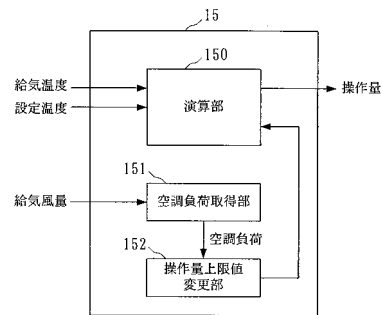 15
150
給気温度
設定温度
演算部
操作量
151
給気風量
空調負荷取得部
空調負荷
152
操作量上限値
変更部